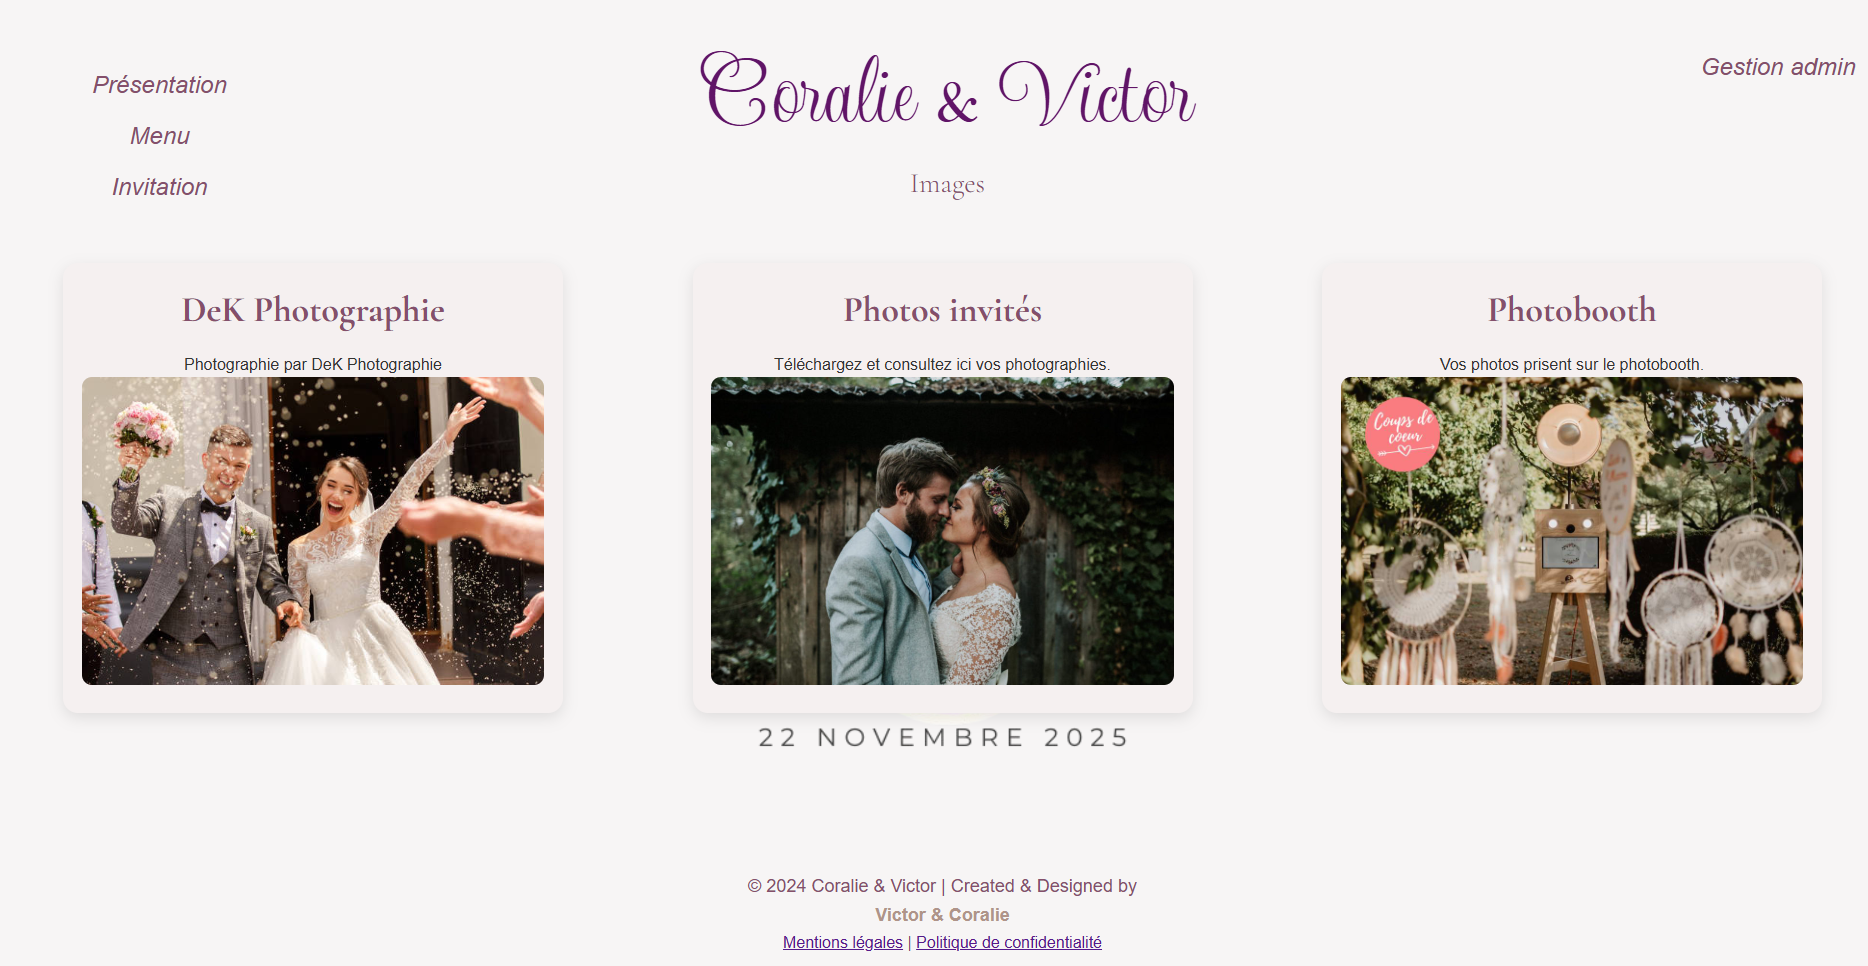 Présentation
Menu
Invitation
Coralie & Victor
Images
Gestion admin
DeK Photographie
Photographie par DeK Photographie
Photos invités
Téléchargez et consultez ici vos photographies.
Photobooth
Vos photos prisent sur le photobooth.
Coups de
coeur
22 NOVEMBRE 2025
© 2024 Coralie & Victor | Created & Designed by
Victor & Coralie
Mentions légales | Politique de confidentialité